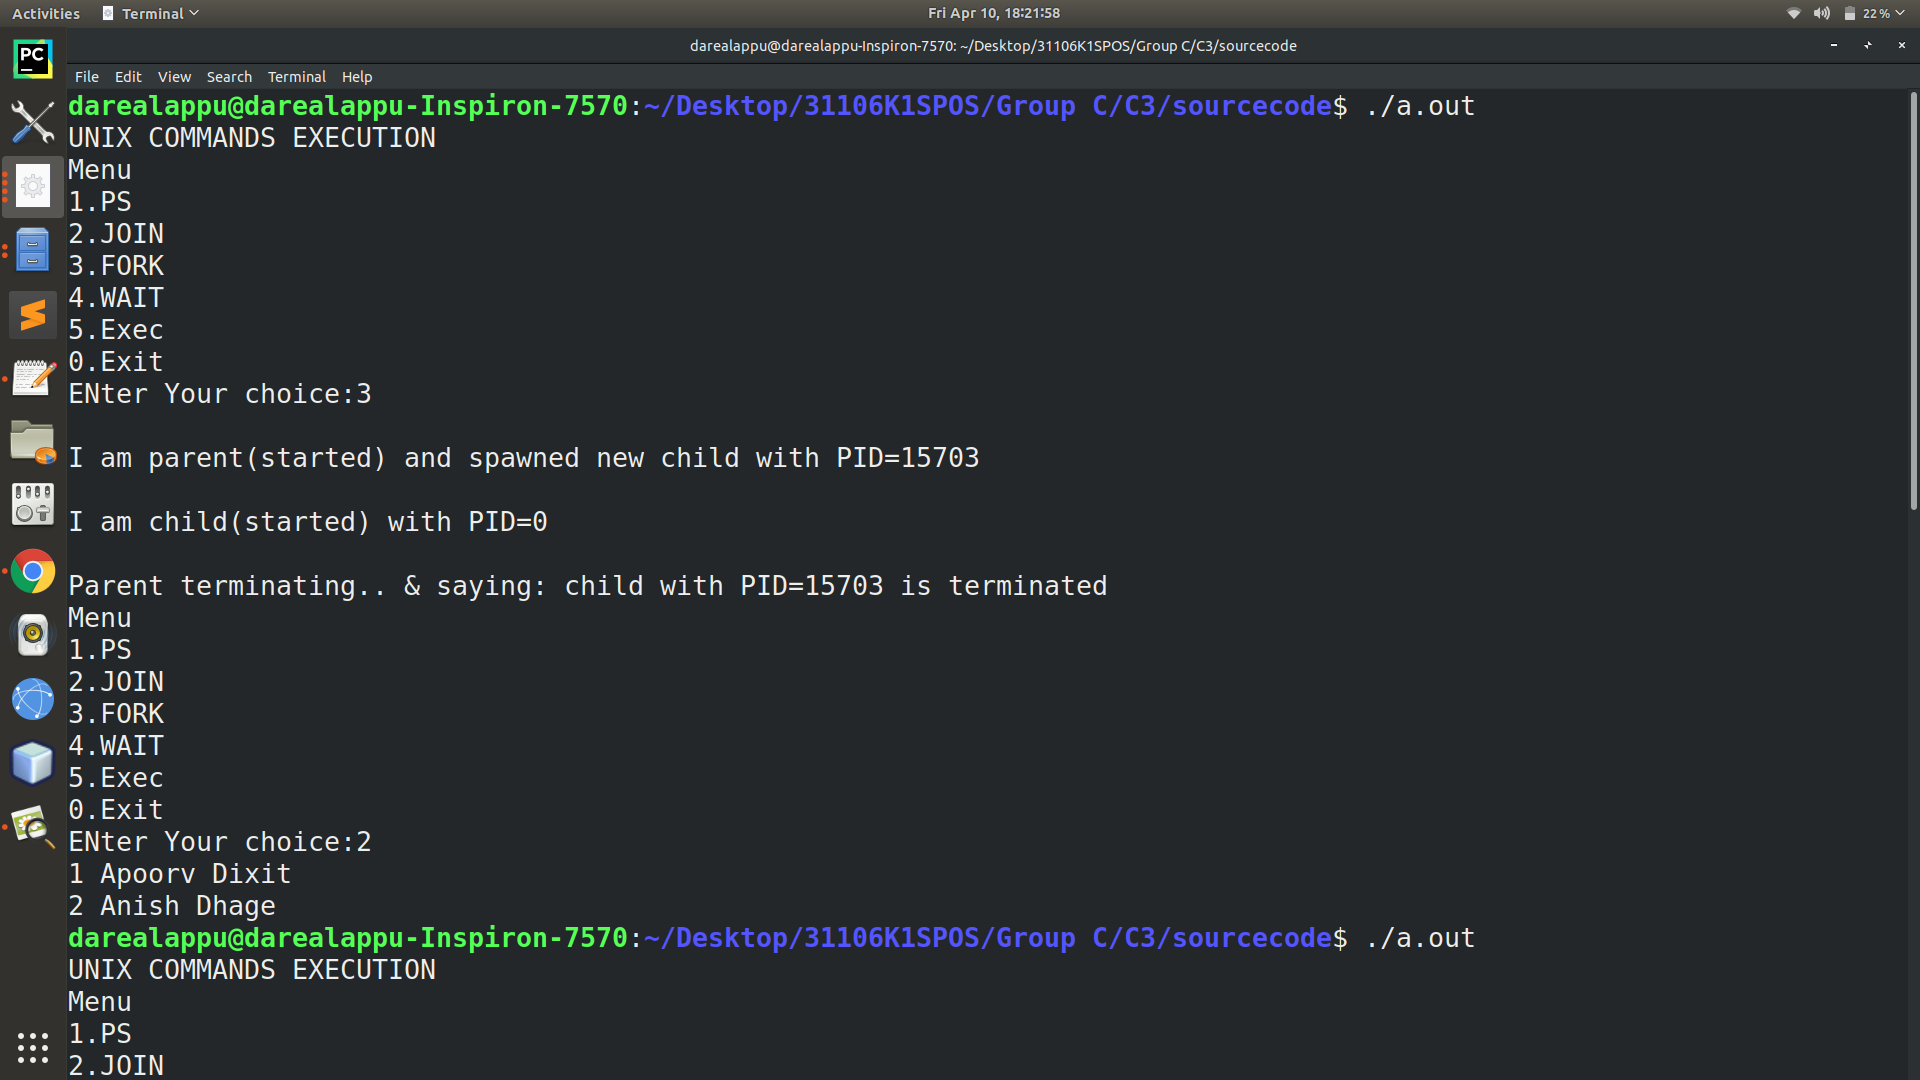 Activities Terminal Fri Apr 10, 18:21:58 22%
darealappu@darealappu-Inspiron-7570: ~/Desktop/31106K1SPOS/Group C/C3/sourcecode
PC
File Edit View Search Terminal Help
darealappu@darealappu-Inspiron-7570:~/Desktop/31106K1SPOS/Group C/C3/sourcecode$ ./a.out
UNIX COMMANDS EXECUTION
Menu
1.PS
2.JOIN
3.FORK
4.WAIT
5.Exec
0.Exit
ENter Your choice:3
I am parent(started) and spawned new child with PID=15703
I am child(started) with PID=0
Parent terminating.. & saying: child with PID=15703 is terminated
Menu
1.PS
2.JOIN
3.FORK
4.WAIT
5.Exec
0.Exit
ENter Your choice:2
1 Apoorv Dixit
2 Anish Dhage
darealappu@darealappu-Inspiron-7570:~/Desktop/31106K1SPOS/Group C/C3/sourcecode$ ./a.out
UNIX COMMANDS EXECUTION
Menu
1.PS
2.JOIN